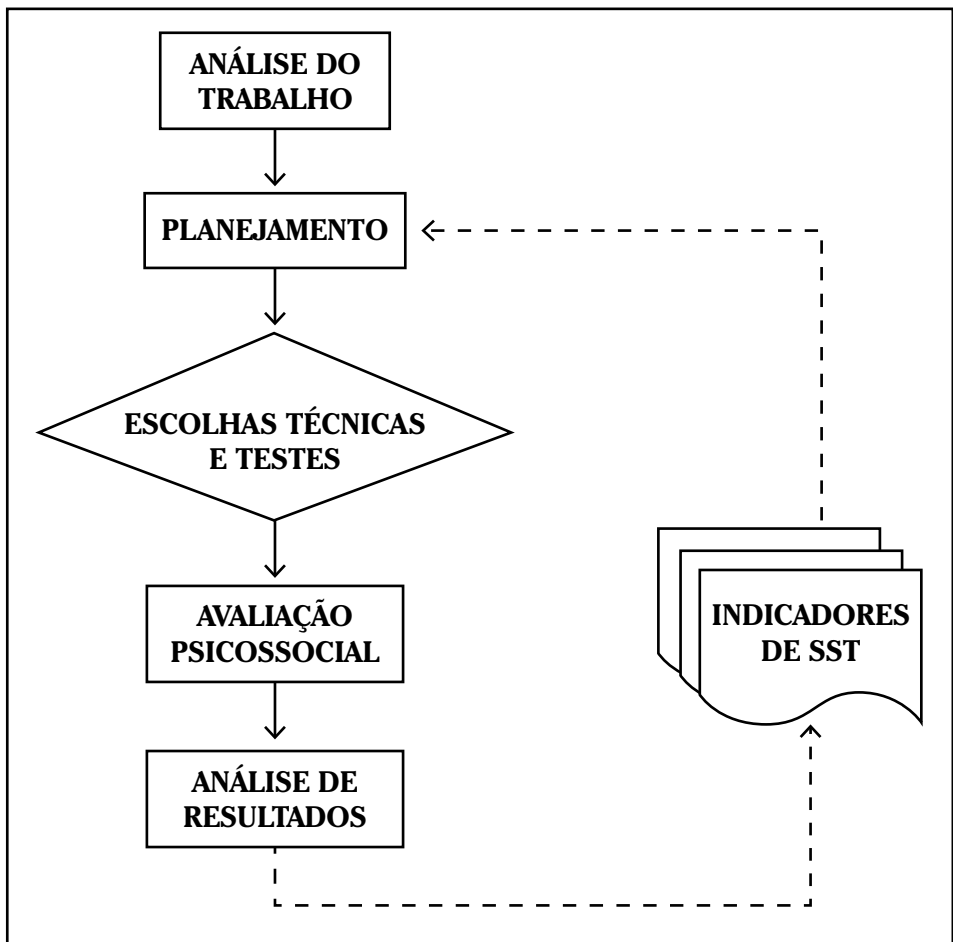 ANÁLISE DO
TRABALHO
PLANEJAMENTO
ESCOLHAS TÉCNICAS
E TESTES
AVALIAÇÃO
PSICOSSOCIAL
ANÁLISE DE
RESULTADOS
INDICADORES
DE SST